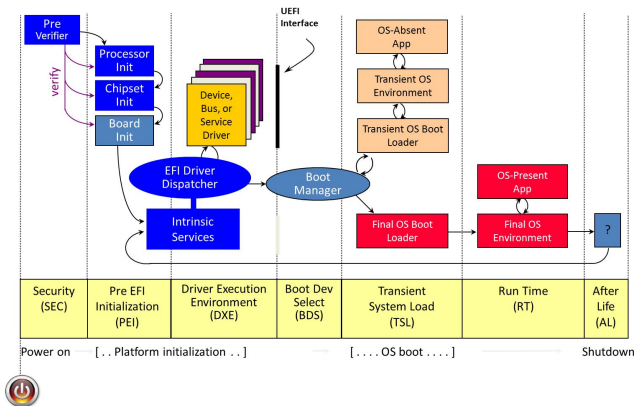 UEFI
Interface
Pre
Verifier
verify
Processor
Init
Chipset
Init
Board
Init
Device,
Bus, or
Service
Driver
EFI Driver
Dispatcher
Intrinsic
Services
Boot
Manager
OS-Absent
App
Transient OS
Environment
Transient OS Boot
Loader
Final OS Boot
Loader
OS-Present
App
Final OS
Environment
?
Security
(SEC)
Pre EFI
Initialization
(PEI)
Driver Execution
Environment
(DXE)
Boot Dev
Select
(BDS)
Transient
System Load
(TSL)
Run Time
(RT)
After
Life
(AL)
Power on
[ . . Platform initialization . . ]
[ . . . . OS boot . . . . ]
Shutdown